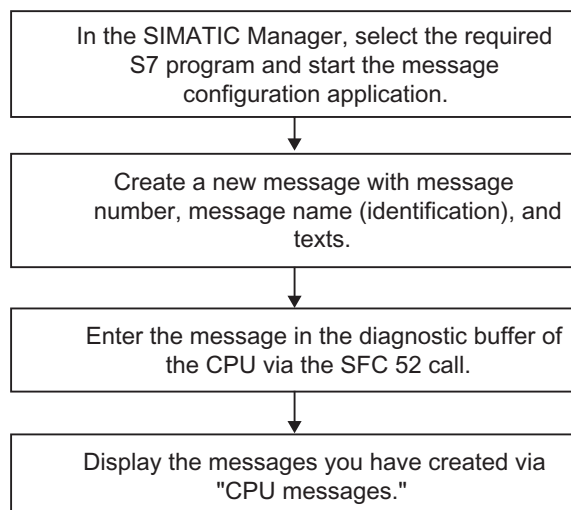 In the SIMATIC Manager, select the required
S7 program and start the message
configuration application.
Create a new message with message
number, message name (identification), and
texts.
Enter the message in the diagnostic buffer of
the CPU via the SFC 52 call.
Display the messages you have created via
"CPU messages."